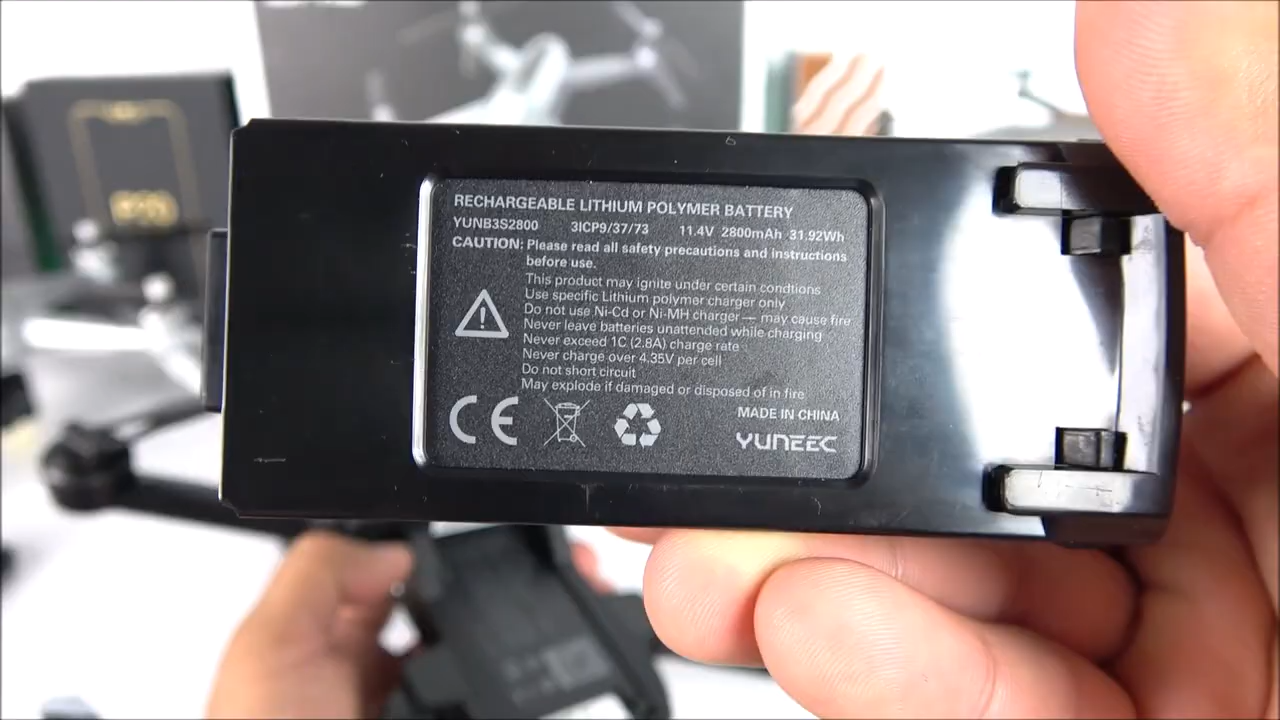 RECHARGEABLE LITHIUM POLYMER BATTERY
YUNB3S2800 3ICP9/37/73 11.4V 2800mAh 31.92Wh
CAUTION: Please read all safety precautions and instructions
before use.
This product may ignite under certain condtions
Use specific Lithium polymer charger only
Do not use Ni-Cd or Ni-MH charger — may cause fire
Never leave batteries unattended while charging
Never exceed 1C (2.8A) charge rate
Never charge over 4.35V per cell
Do not short circuit
May explode if damaged or disposed of in fire
CE
MADE IN CHINA
YUNEEC